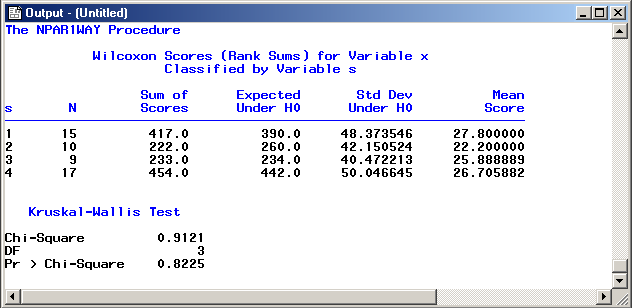 Output - (Untitled)
The NPAR1WAY Procedure
Wilcoxon Scores (Rank Sums) for Variable x
Classified by Variable s
Sum of Expected Std Dev Mean
s N Scores Under H0 Under H0 Score
1 15 417.0 390.0 48.373546 27.800000
2 10 222.0 260.0 42.150524 22.200000
3 9 233.0 234.0 40.472213 25.888889
4 17 454.0 442.0 50.046645 26.705882
Kruskal-Wallis Test
Chi-Square 0.9121
DF 3
Pr > Chi-Square 0.8225